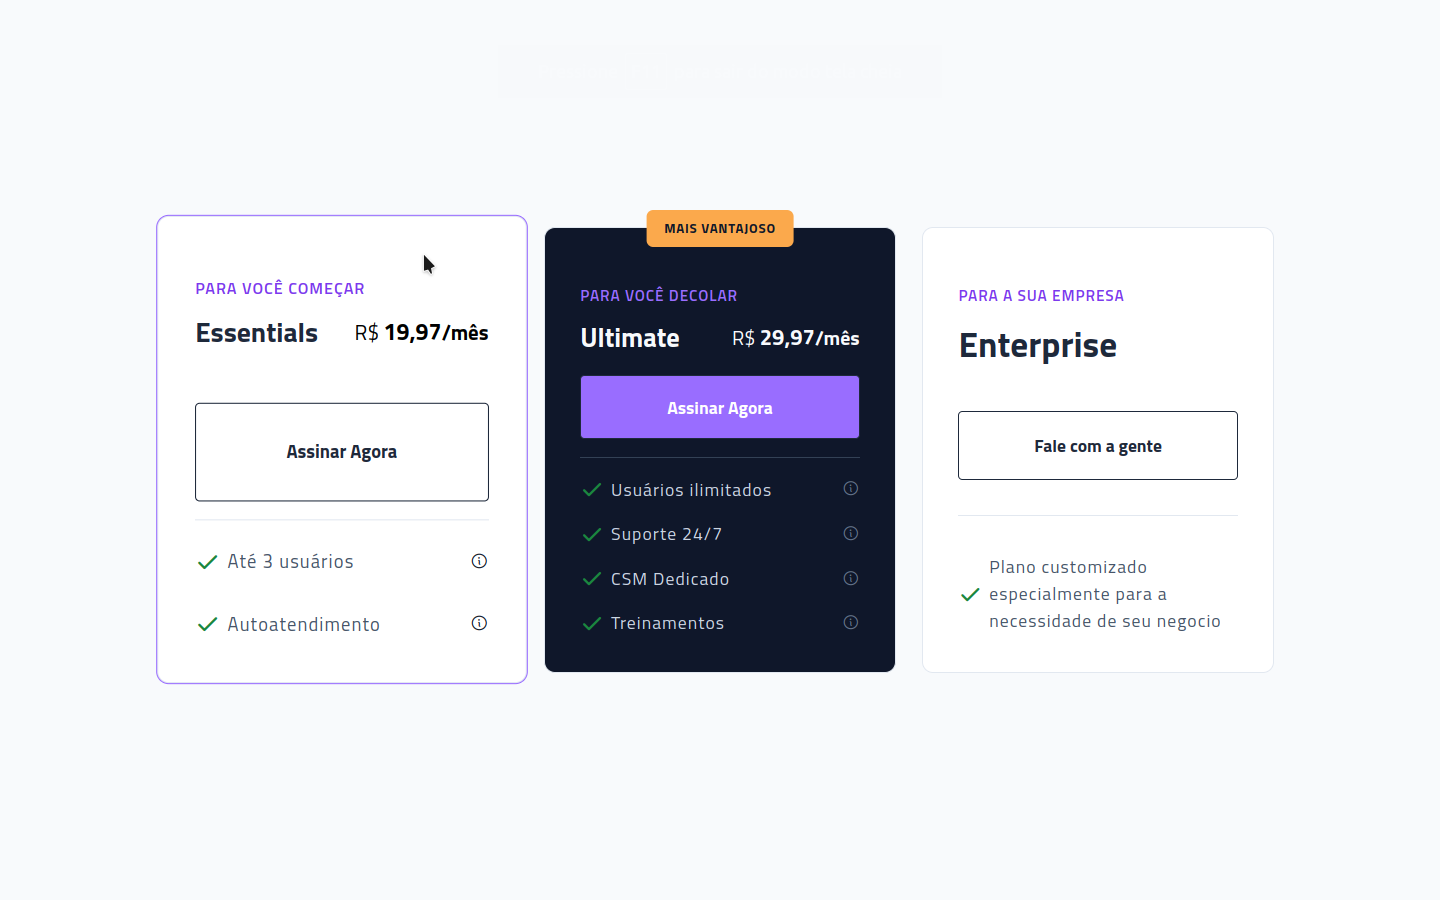 PARA VOCÊ COMEÇAR
Essentials R$ 19,97/mês
Assinar Agora
Até 3 usuários
Autoatendimento
MAIS VANTAJOSO
PARA VOCÊ DECOLAR
Ultimate R$ 29,97/mês
Assinar Agora
Usuários ilimitados
Suporte 24/7
CSM Dedicado
Treinamentos
PARA A SUA EMPRESA
Enterprise
Fale com a gente
Plano customizado
especialmente para a
necessidade de seu negocio